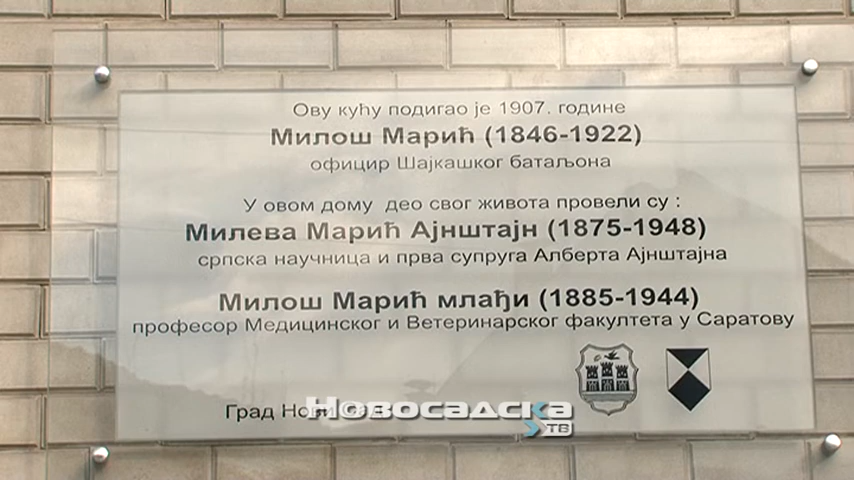 Ову кућу подигао је 1907. године
Милош Марић (1846-1922)
официр Шајкашког батаљона
У овом дому део свог живота провели су :
Милева Марић Ајнштајн (1875-1948)
српска научница и прва супруга Алберта Ајнштајна
Милош Марић млађи (1885-1944)
професор Медицинског и Ветеринарског факултета у Саратову
Град Нови Сад
Новосадска
ТВ